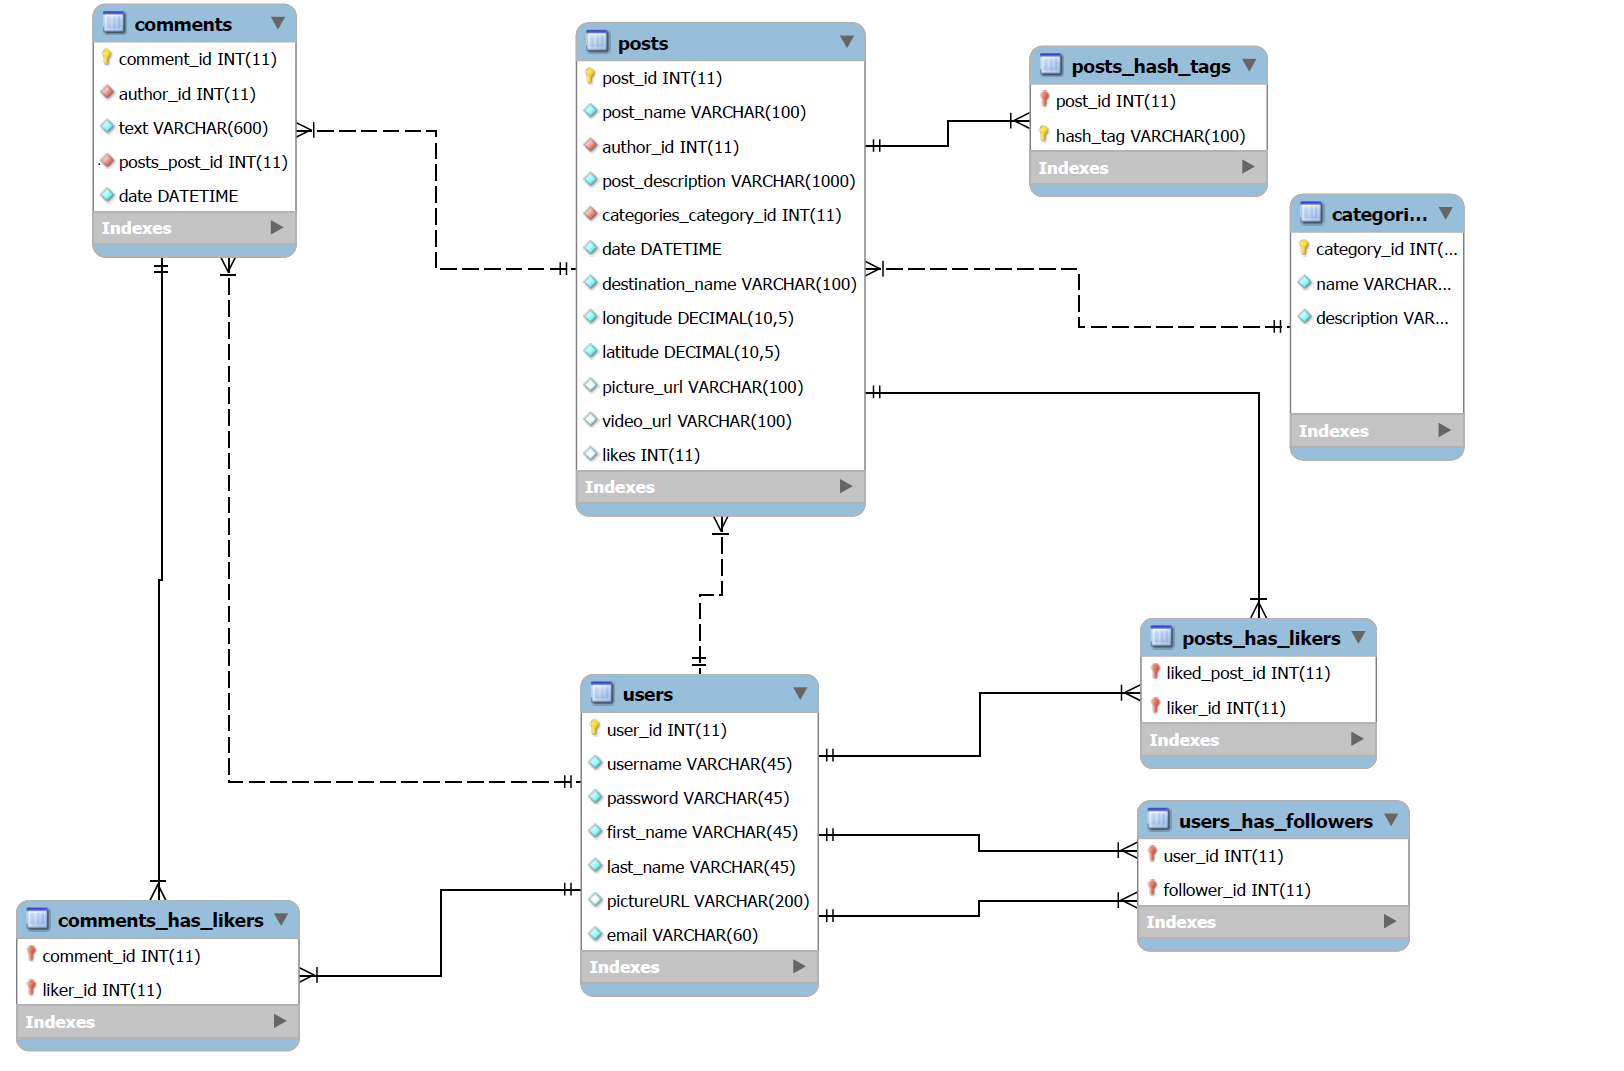 comments
comment_id INT(11)
author_id INT(11)
text VARCHAR(600)
posts_post_id INT(11)
date DATETIME
Indexes
posts
post_id INT(11)
post_name VARCHAR(100)
author_id INT(11)
post_description VARCHAR(1000)
categories_category_id INT(11)
date DATETIME
destination_name VARCHAR(100)
longitude DECIMAL(10,5)
latitude DECIMAL(10,5)
picture_url VARCHAR(100)
video_url VARCHAR(100)
likes INT(11)
Indexes
posts_hash_tags
post_id INT(11)
hash_tag VARCHAR(100)
Indexes
categori...
category_id INT(...
name VARCHAR...
description VAR...
Indexes
users
user_id INT(11)
username VARCHAR(45)
password VARCHAR(45)
first_name VARCHAR(45)
last_name VARCHAR(45)
pictureURL VARCHAR(200)
email VARCHAR(60)
Indexes
posts_has_likers
liked_post_id INT(11)
liker_id INT(11)
Indexes
users_has_followers
user_id INT(11)
follower_id INT(11)
Indexes
comments_has_likers
comment_id INT(11)
liker_id INT(11)
Indexes